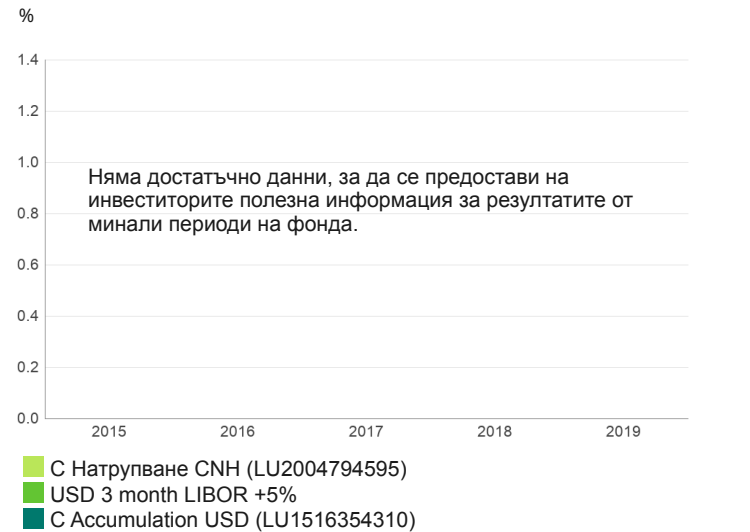 %
1.4
1.2
1.0
Няма достатъчно данни, за да се предостави на
инвеститорите полезна информация за резултатите от
минали периоди на фонда.
0.8
0.6
0.4
0.2
0.0
2015 2016 2017 2018 2019
С Натрупване CNH (LU2004794595)
USD 3 month LIBOR +5%
C Accumulation USD (LU1516354310)